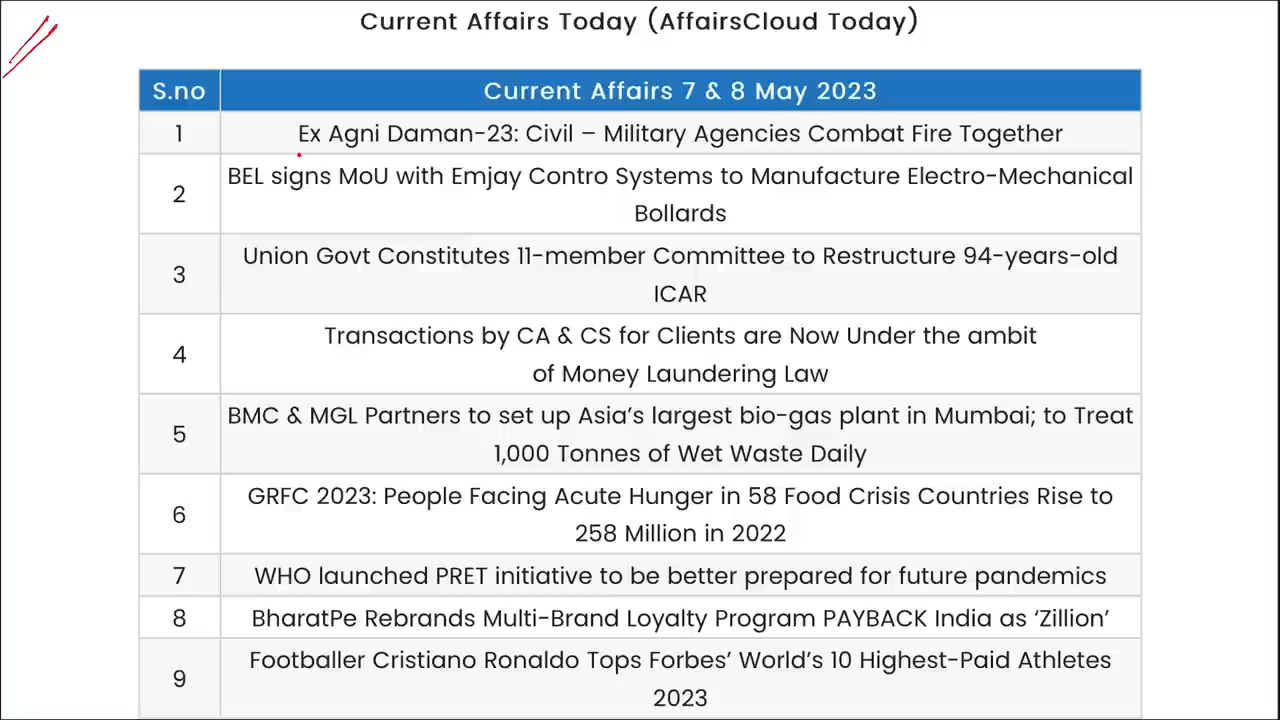 Current Affairs Today (AffairsCloud Today)
S.no Current Affairs 7 & 8 May 2023
1 Ex Agni Daman-23: Civil – Military Agencies Combat Fire Together
2 BEL signs MoU with Emjay Contro Systems to Manufacture Electro-Mechanical
Bollards
3 Union Govt Constitutes 11-member Committee to Restructure 94-years-old
ICAR
4 Transactions by CA & CS for Clients are Now Under the ambit
of Money Laundering Law
5 BMC & MGL Partners to set up Asia's largest bio-gas plant in Mumbai; to Treat
1,000 Tonnes of Wet Waste Daily
6 GRFC 2023: People Facing Acute Hunger in 58 Food Crisis Countries Rise to
258 Million in 2022
7 WHO launched PRET initiative to be better prepared for future pandemics
8 BharatPe Rebrands Multi-Brand Loyalty Program PAYBACK India as ‘Zillion’
9 Footballer Cristiano Ronaldo Tops Forbes’ World’s 10 Highest-Paid Athletes
2023